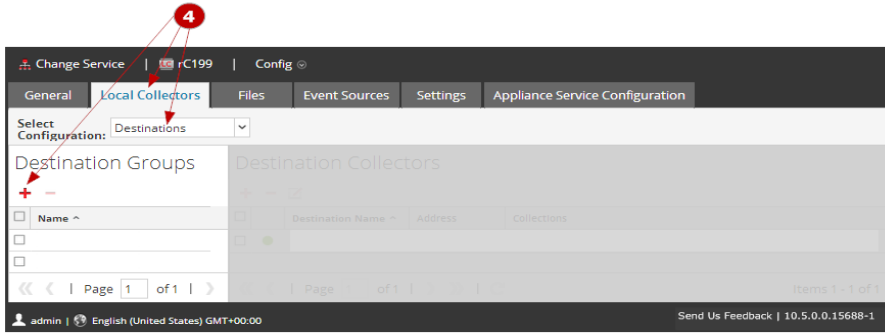 4
Change Service | LC rC199 | Config
General Local Collectors Files Event Sources Settings Appliance Service Configuration
Select Configuration: Destinations
Destination Groups Destination Collectors
Name Destination Name Address Collections
Page 1 of 1 | Page of 1 | Items 1 - 1 of 1
admin | English (United States) GMT+00:00 Send Us Feedback | 10.5.0.0.15688-1